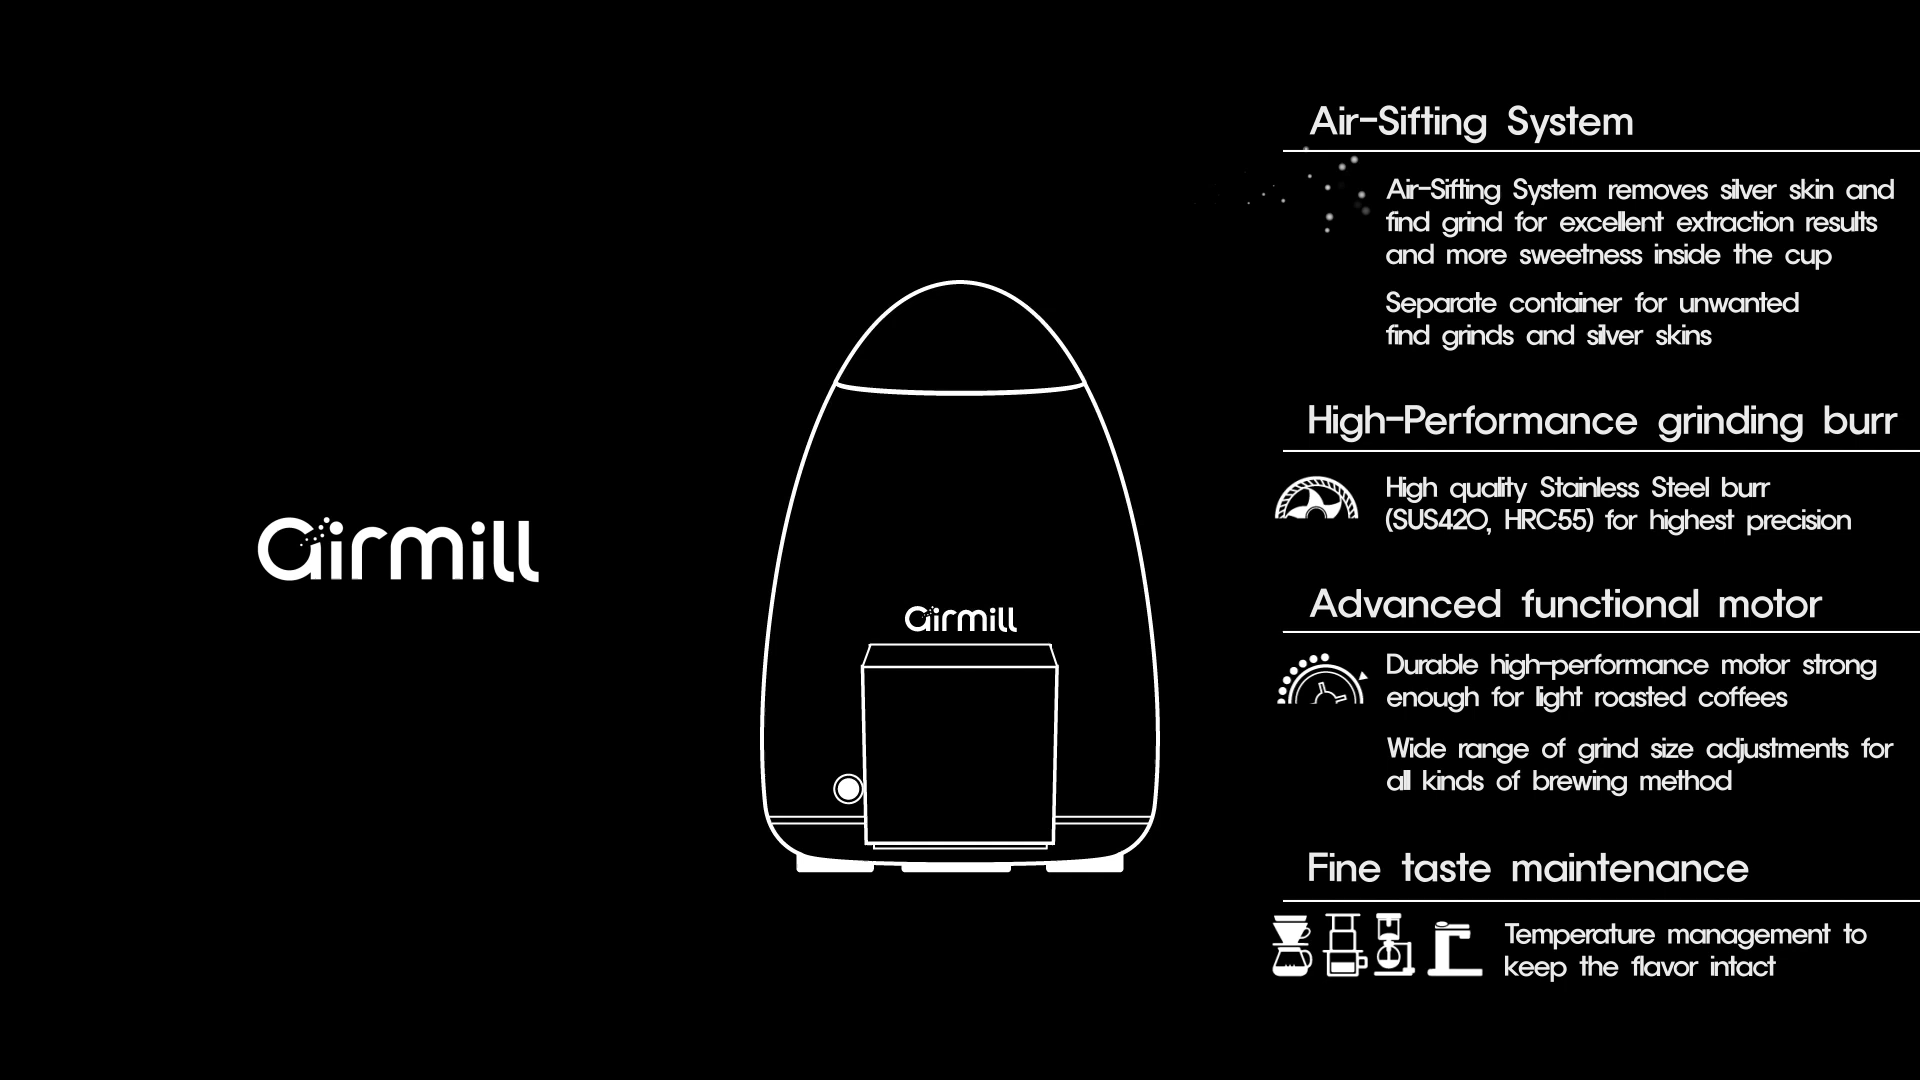 airmill
airmill
Air-Sifting System
Air-Sifting System removes silver skin and
find grind for excellent extraction results
and more sweetness inside the cup
Separate container for unwanted
find grinds and silver skins
High-Performance grinding burr
High quality Stainless Steel burr
(SUS420, HRC55) for highest precision
Advanced functional motor
Durable high-performance motor strong
enough for light roasted coffees
Wide range of grind size adjustments for
all kinds of brewing method
Fine taste maintenance
Temperature management to
keep the flavor intact